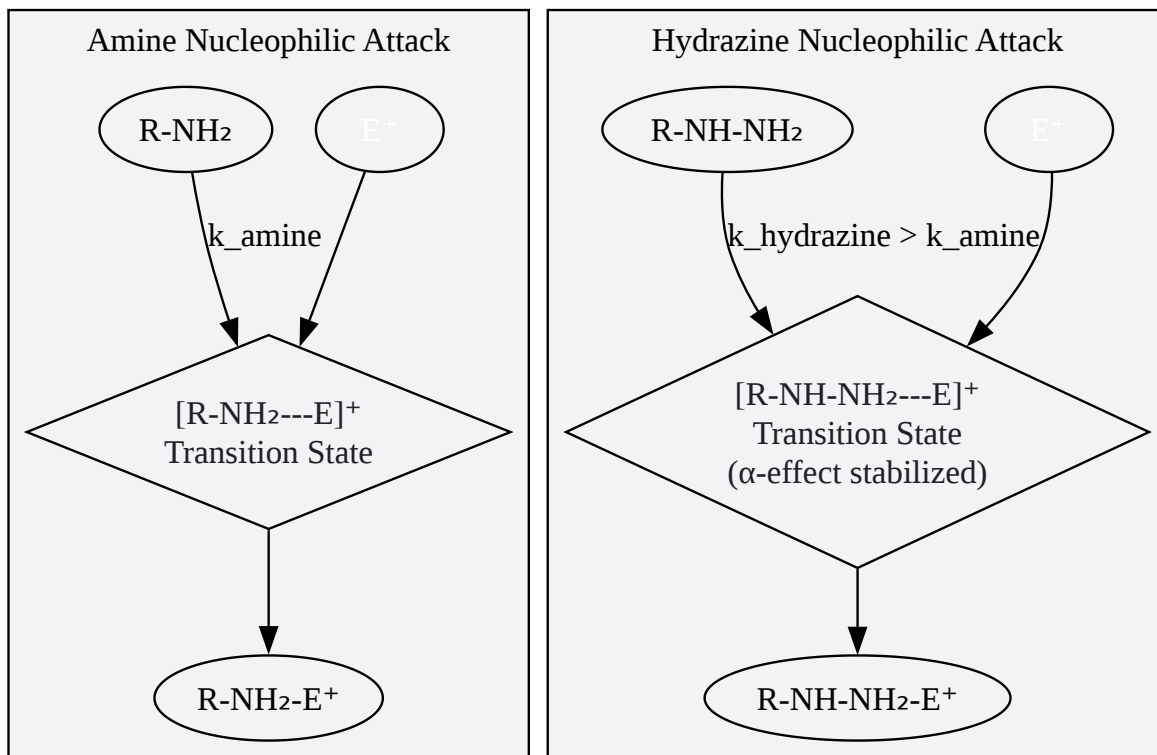 Amine Nucleophilic Attack
R-NH₂
E⁺
k_amine
[R-NH₂---E]⁺
Transition State
R-NH₂-E⁺
Hydrazine Nucleophilic Attack
R-NH-NH₂
E⁺
k_hydrazine > k_amine
[R-NH-NH₂---E]⁺
Transition State
(α-effect stabilized)
R-NH-NH₂-E⁺